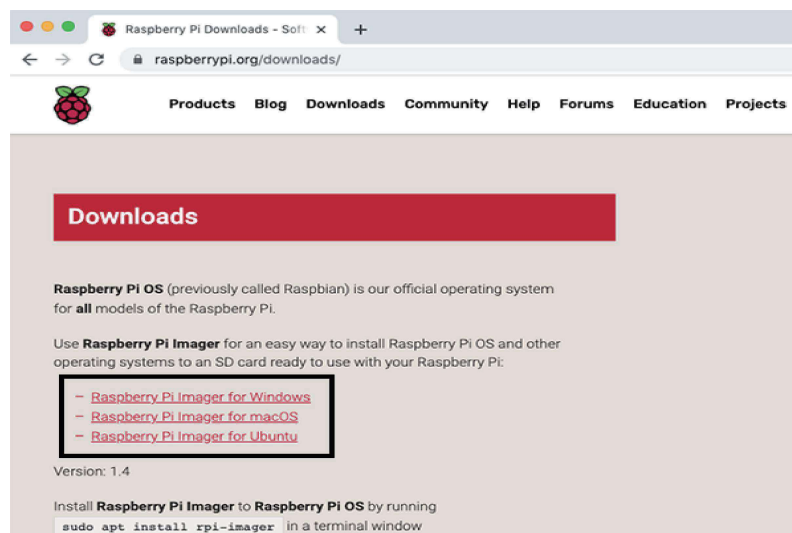 Raspberry Pi Downloads - Soft
raspberrypi.org/downloads/
Products Blog Downloads Community Help Forums Education Projects
Downloads
Raspberry Pi OS (previously called Raspbian) is our official operating system
for all models of the Raspberry Pi.
Use Raspberry Pi Imager for an easy way to install Raspberry Pi OS and other
operating systems to an SD card ready to use with your Raspberry Pi:
– Raspberry Pi Imager for Windows
– Raspberry Pi Imager for macOS
– Raspberry Pi Imager for Ubuntu
Version: 1.4
Install Raspberry Pi Imager to Raspberry Pi OS by running
sudo apt install rpi-imager in a terminal window